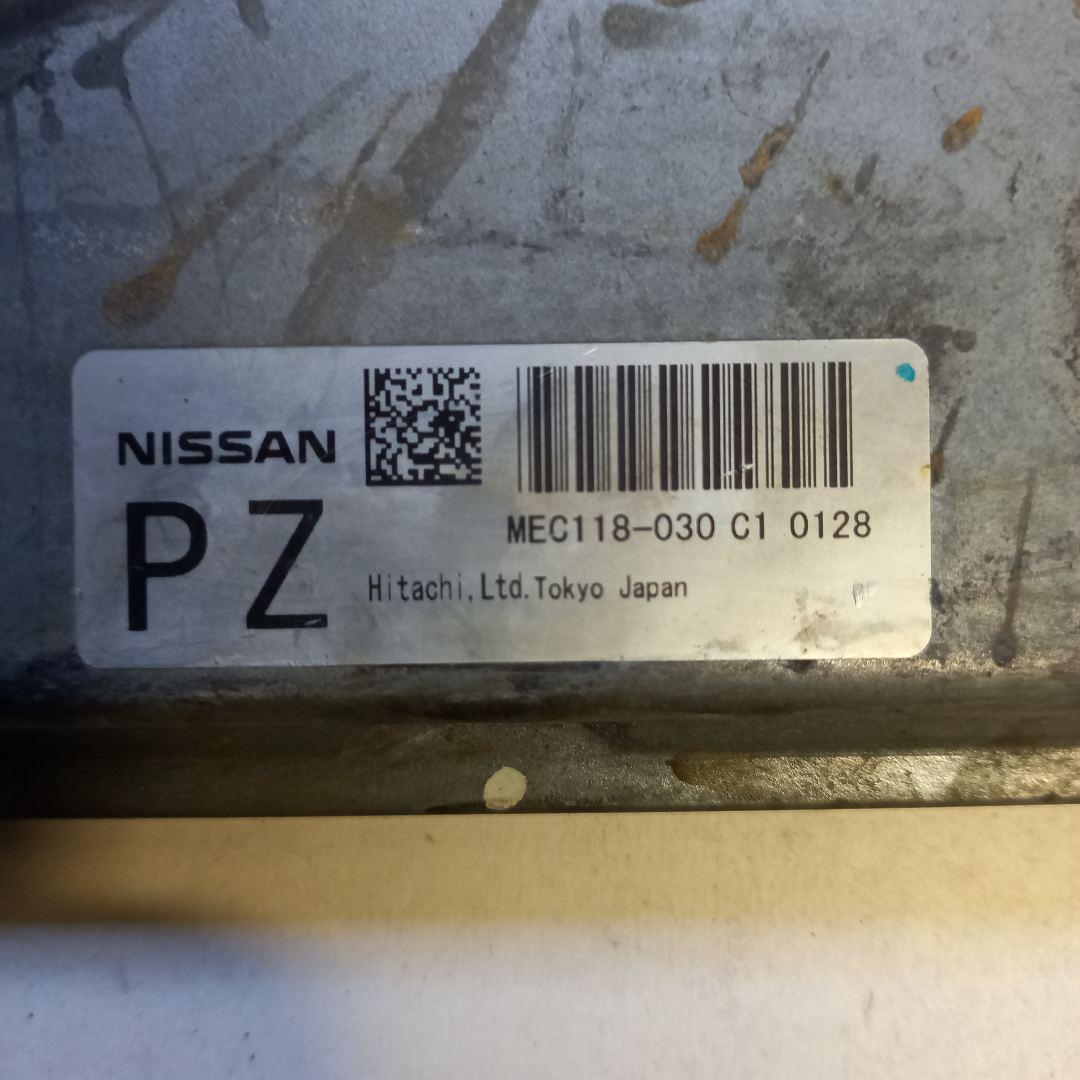 NISSAN
PZ
MEC118-030 C1 0128
Hitachi,Ltd.Tokyo Japan